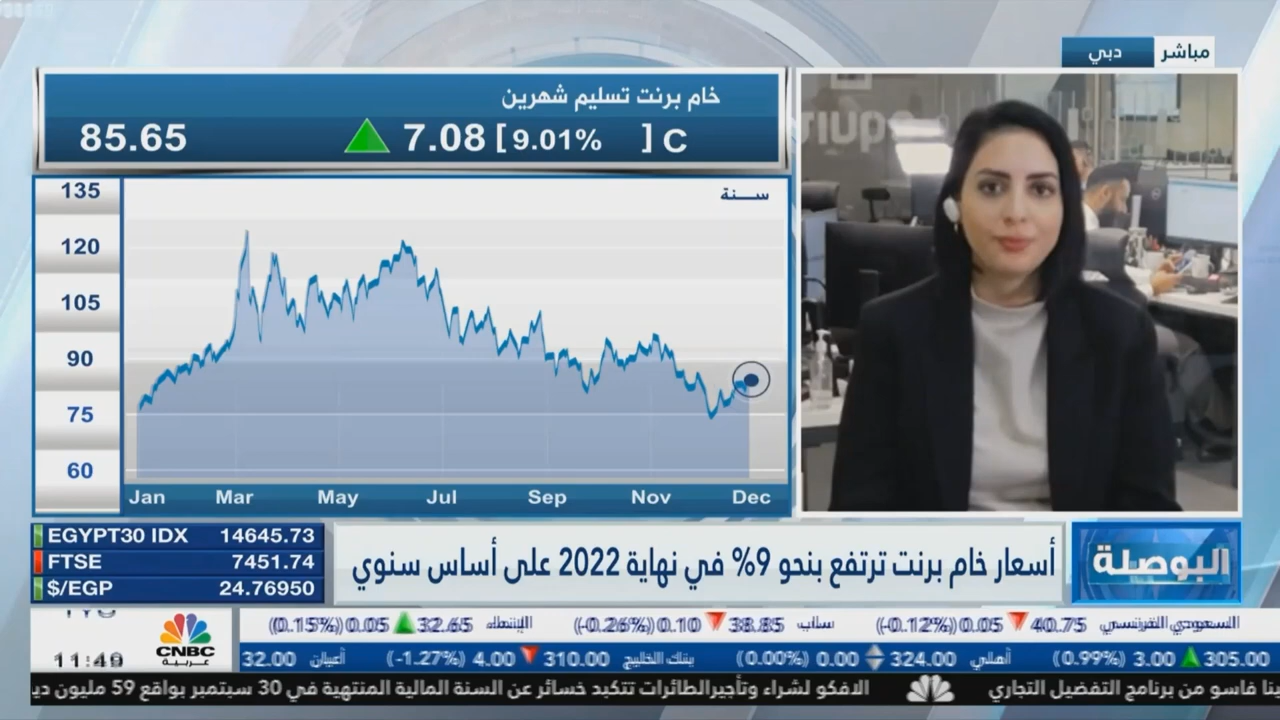 مباشر دبي
خام برنت تسليم شهرين
85.65 7.08 [ 9.01% ] C
سنة
135
120
105
90
75
60
Jan Mar May Jul Sep Nov Dec
EGYPT30 IDX 14645.73
FTSE 7451.74
$/EGP 24.76950
أسعار خام برنت ترتفع بنحو 9% في نهاية 2022 على أساس سنوي
البوصلة
السعودي الفرنسي 40.75 0.05 (-0.12%) ساب 38.85 0.10 (-0.26%) الإنماء 32.65 0.05 (0.15%)
305.00 3.00 (0.99%) أهلي 324.00 0.00 (0.00%) بنك الخليج 310.00 4.00 (-1.27%) أعيان 32.00
CNBC
عربية
11:49
ينا فاسو من برنامج التفضيل التجاري
الافكو لشراء وتأجيرالطائرات تتكبد خسائر عن السنة المالية المنتهية في 30 سبتمبر بواقع 59 مليون دي